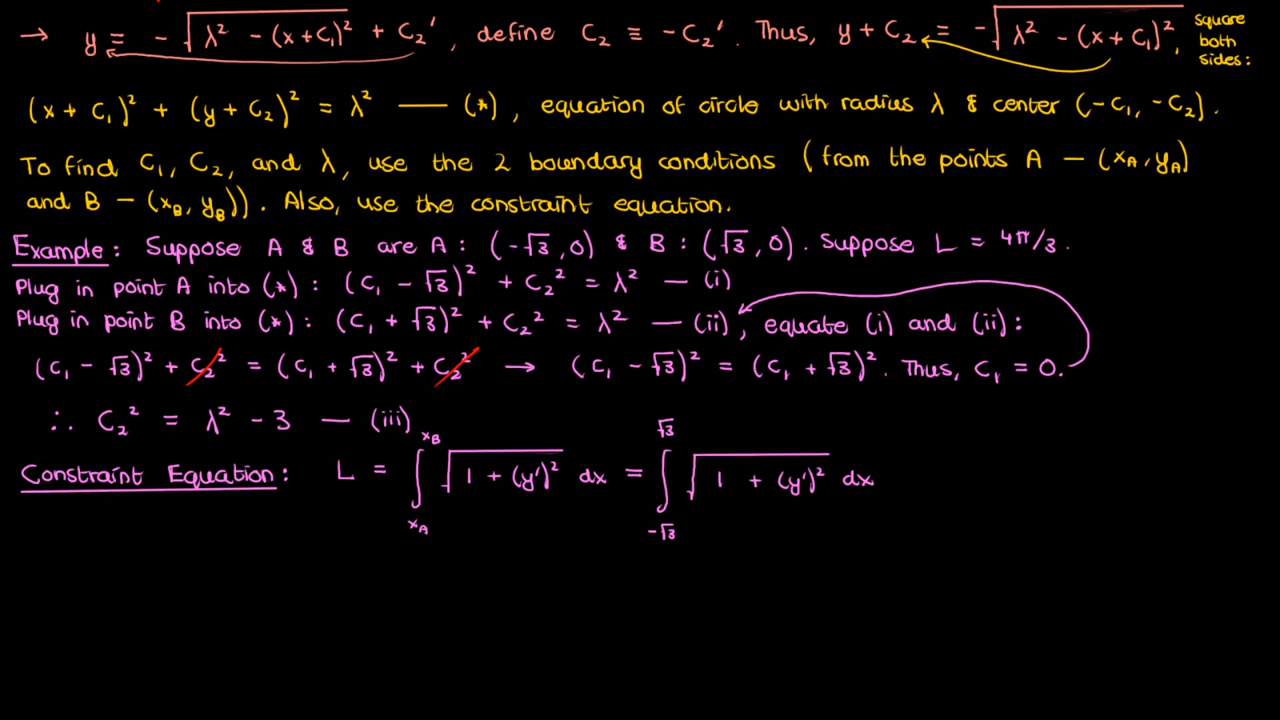 → y = - √(λ² - (x+C₁)²) + C₂', define C₂ ≡ -C₂'. Thus, y + C₂ = -√(λ² - (x + C₁)²), square both sides:
(x + C₁)² + (y + C₂)² = λ² — (*), equation of circle with radius λ & center (-C₁, -C₂).
To find C₁, C₂, and λ, use the 2 boundary conditions (from the points A - (x_A, y_A)
and B - (x_B, y_B)). Also, use the constraint equation.
Example: Suppose A & B are A: (-√3, 0) & B: (√3, 0). Suppose L = 4π/3.
Plug in point A into (*): (C₁ - √3)² + C₂² = λ² — (i)
Plug in point B into (*): (C₁ + √3)² + C₂² = λ² — (ii), equate (i) and (ii):
(C₁ - √3)² + C₂² = (C₁ + √3)² + C₂² → (C₁ - √3)² = (C₁ + √3)². Thus, C₁ = 0.
∴ C₂² = λ² - 3 — (iii)
Constraint Equation: L = ∫_{x_A}^{x_B} √(1 + (y')²) dx = ∫_{-√3}^{√3} √(1 + (y')²) dx